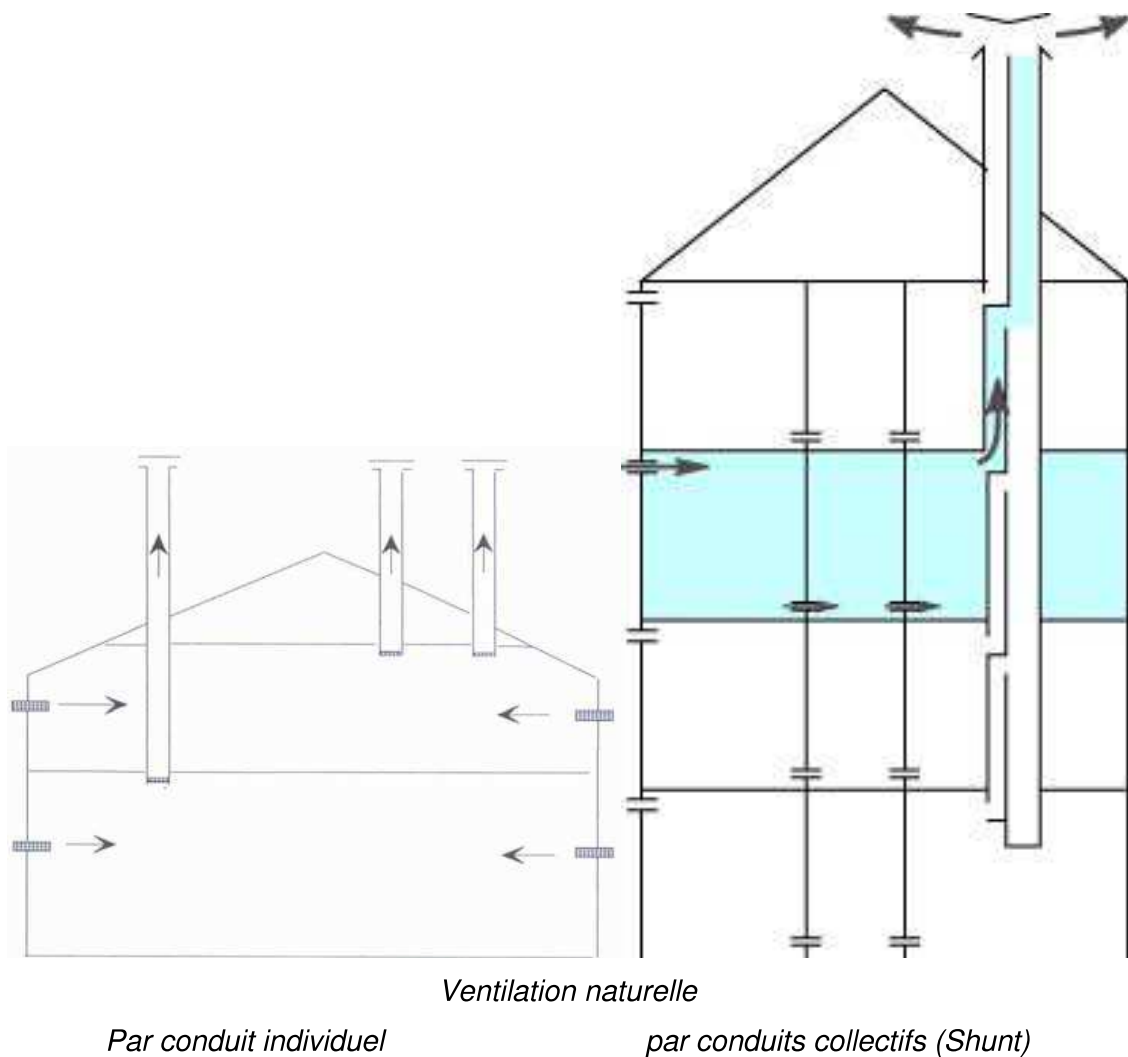 Ventilation naturelle
Par conduit individuel par conduits collectifs (Shunt)